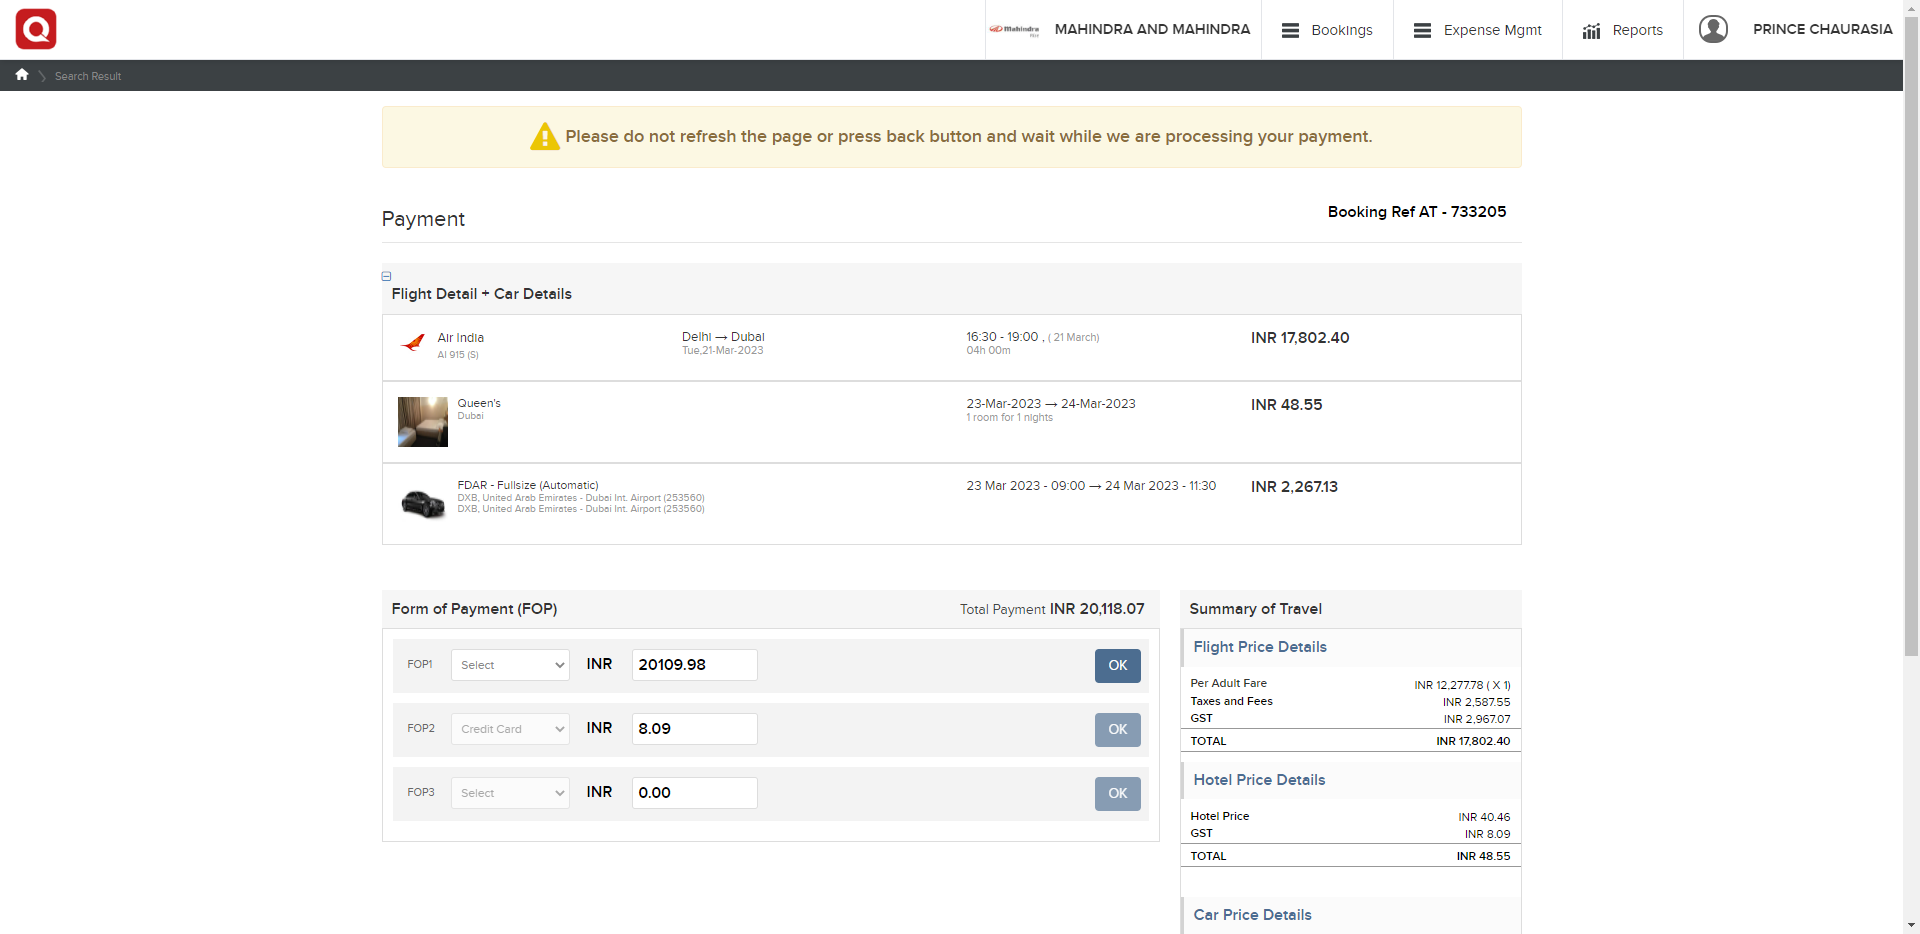 MAHINDRA AND MAHINDRA
Bookings
Expense Mgmt
Reports
PRINCE CHAURASIA
Search Result
Please do not refresh the page or press back button and wait while we are processing your payment.
Payment
Booking Ref AT - 733205
Flight Detail + Car Details
Air India
AI 915 (S)
Delhi → Dubai
Tue,21-Mar-2023
16:30 - 19:00 , ( 21 March)
04h 00m
INR 17,802.40
Queen's
Dubai
23-Mar-2023 → 24-Mar-2023
1 room for 1 nights
INR 48.55
FDAR - Fullsize (Automatic)
DXB, United Arab Emirates - Dubai Int. Airport (253560)
DXB, United Arab Emirates - Dubai Int. Airport (253560)
23 Mar 2023 - 09:00 → 24 Mar 2023 - 11:30
INR 2,267.13
Form of Payment (FOP)
Total Payment INR 20,118.07
FOP1 Select INR 20109.98 OK
FOP2 Credit Card INR 8.09 OK
FOP3 Select INR 0.00 OK
Summary of Travel
Flight Price Details
Per Adult Fare INR 12,277.78 ( X 1)
Taxes and Fees INR 2,587.55
GST INR 2,967.07
TOTAL INR 17,802.40
Hotel Price Details
Hotel Price INR 40.46
GST INR 8.09
TOTAL INR 48.55
Car Price Details